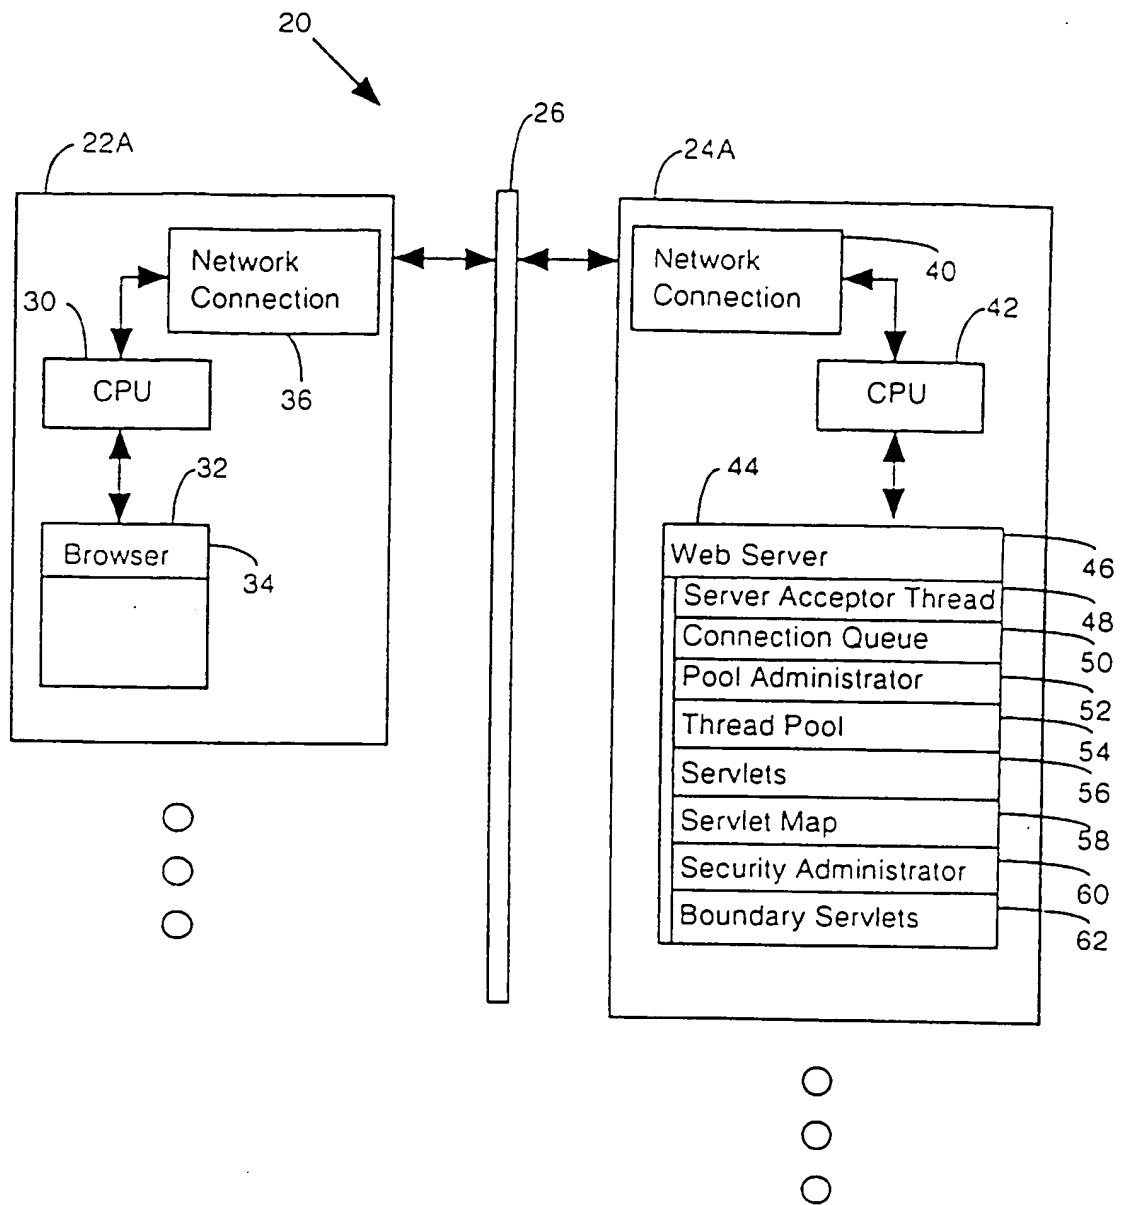 20
22A
26
24A
Network
Connection
30
36
CPU
32
Browser
34
Network
Connection
40
42
CPU
44
Web Server
46
Server Acceptor Thread
48
Connection Queue
50
Pool Administrator
52
Thread Pool
54
Servlets
56
Servlet Map
58
Security Administrator
60
Boundary Servlets
62